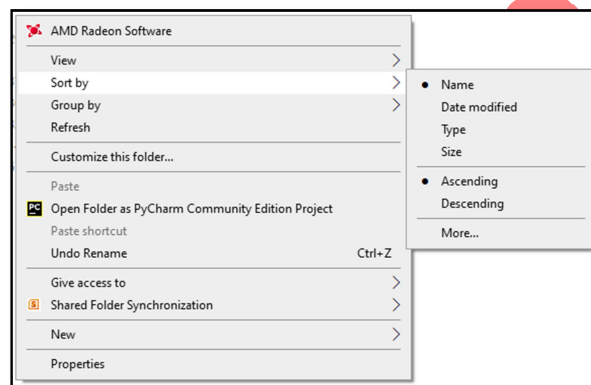 AMD Radeon Software
View
Sort by
Group by
Refresh
Customize this folder...
Paste
PC Open Folder as PyCharm Community Edition Project
Paste shortcut
Undo Rename Ctrl+Z
Give access to
S Shared Folder Synchronization
New
Properties
Name
Date modified
Type
Size
Ascending
Descending
More...